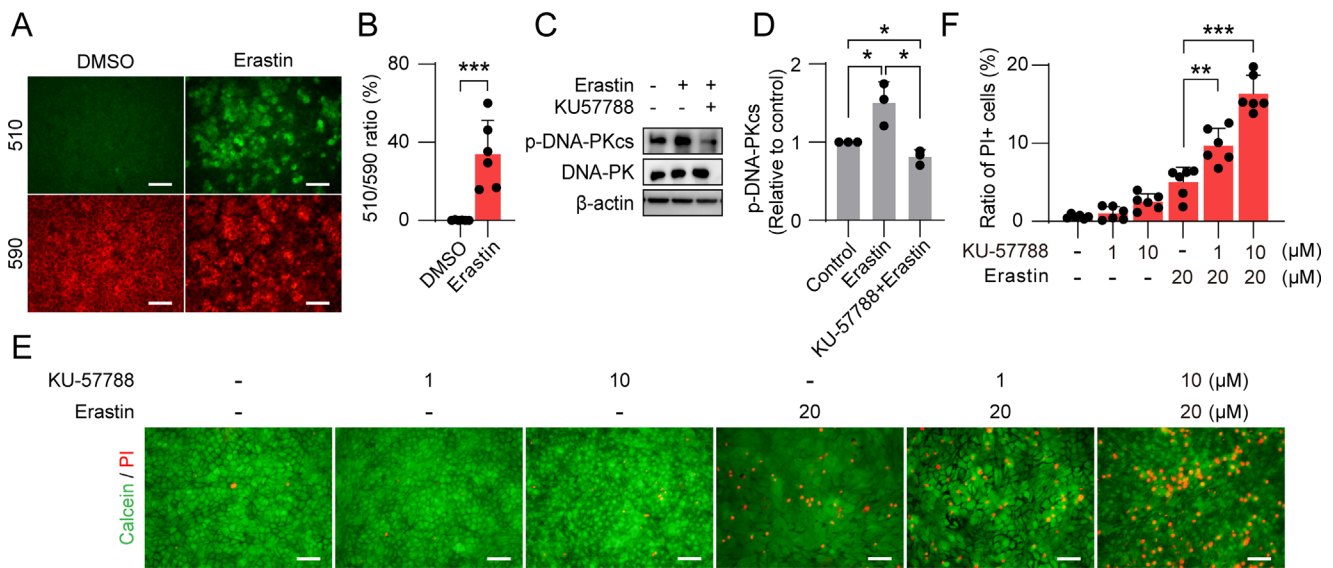 A
DMSO
Erastin
510
590
B
510/590 ratio (%)
80
40
0
***
DMSO
Erastin
C
Erastin - + +
KU57788 - - +
p-DNA-PKcs
DNA-PK
β-actin
D
p-DNA-PKcs
(Relative to control)
2
1
0
*
* *
Control
Erastin
KU-57788+Erastin
F
Ratio of PI+ cells (%)
20
10
0
***
**
KU-57788 - 1 10 - 1 10 (μM)
Erastin - - - 20 20 20 (μM)
E
KU-57788 - 1 10 - 1 10 (μM)
Erastin - - - 20 20 20 (μM)
Calcein / PI